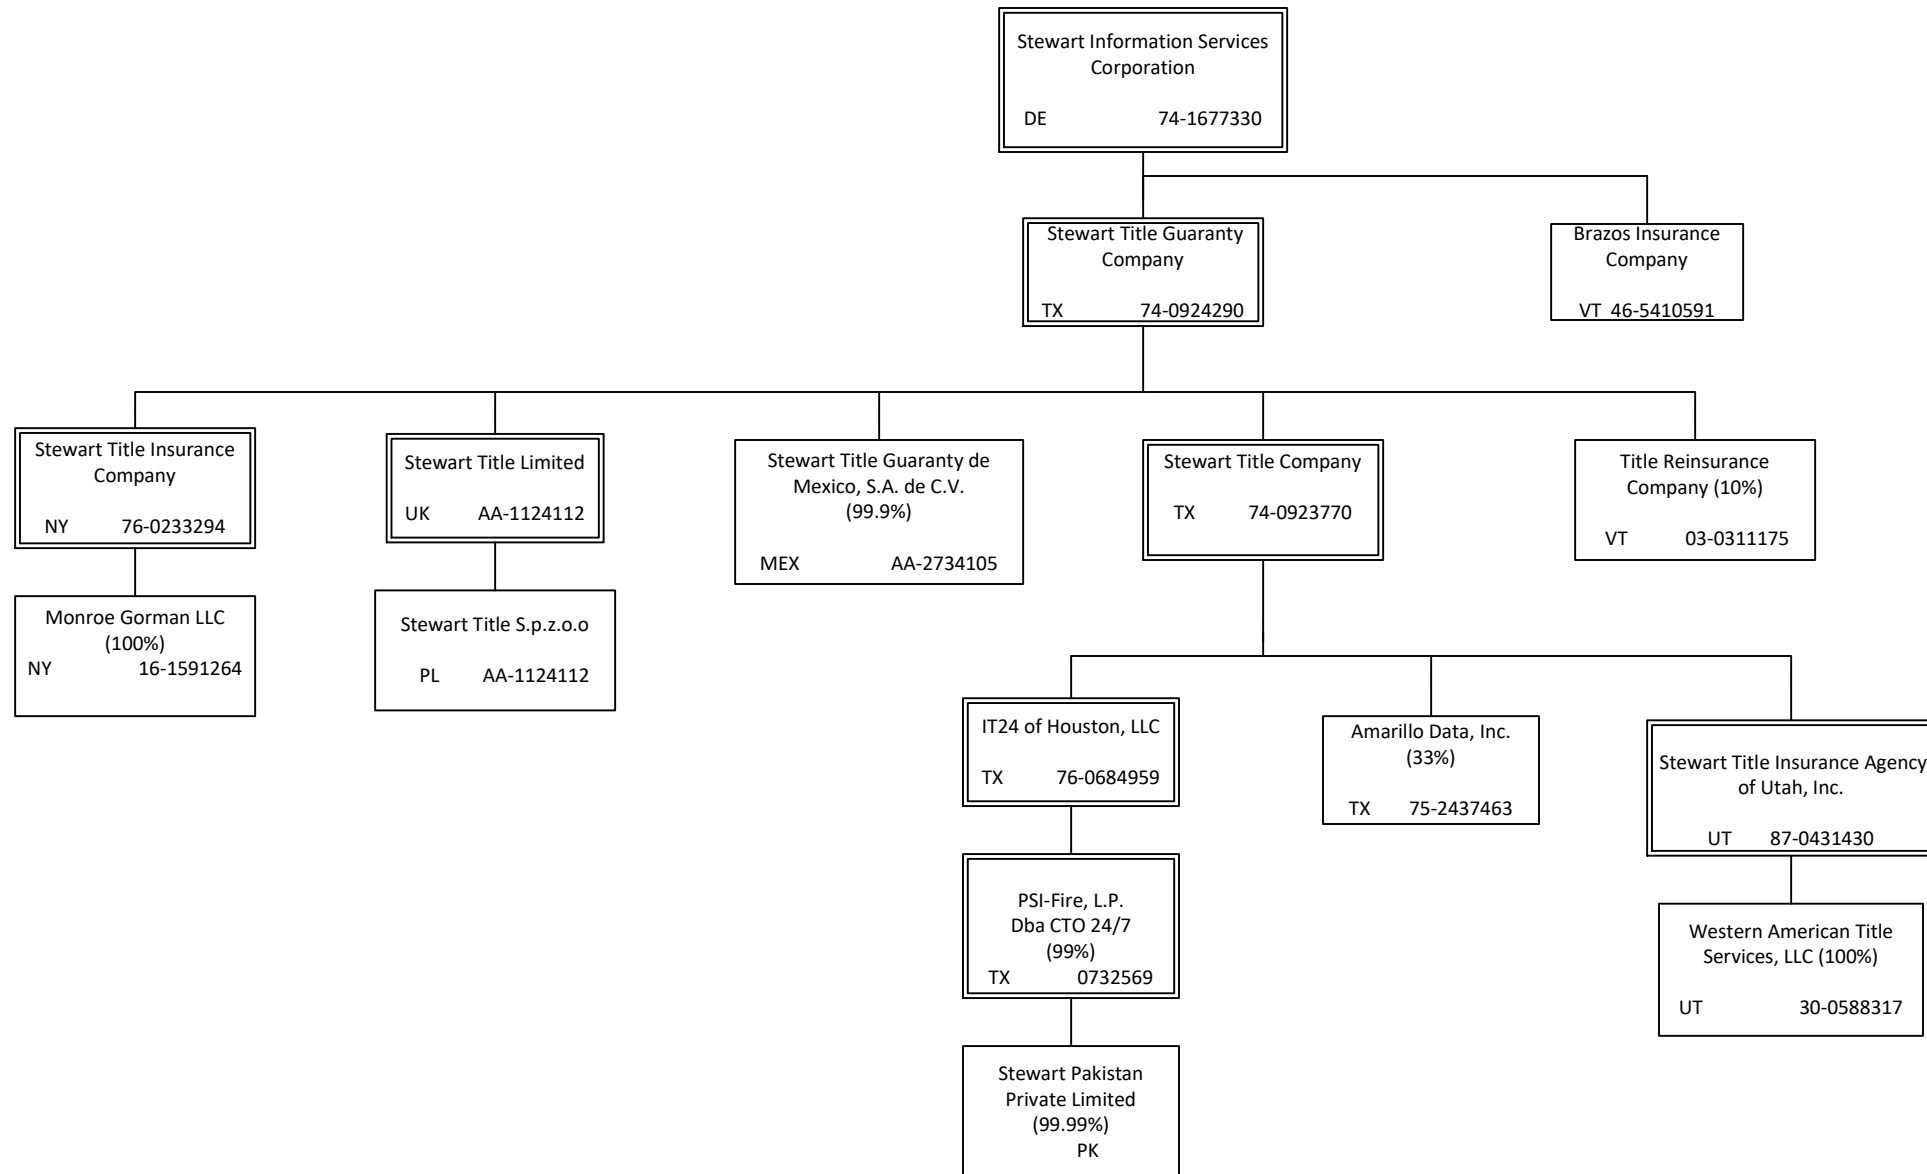 Stewart Information Services
Corporation
DE 74-1677330
Stewart Title Guaranty
Company
TX 74-0924290
Brazos Insurance
Company
VT 46-5410591
Stewart Title Insurance
Company
NY 76-0233294
Stewart Title Limited
UK AA-1124112
Stewart Title Guaranty de
Mexico, S.A. de C.V.
(99.9%)
MEX AA-2734105
Stewart Title Company
TX 74-0923770
Title Reinsurance
Company (10%)
VT 03-0311175
Monroe Gorman LLC
(100%)
NY 16-1591264
Stewart Title S.p.z.o.o
PL AA-1124112
IT24 of Houston, LLC
TX 76-0684959
Amarillo Data, Inc.
(33%)
TX 75-2437463
Stewart Title Insurance Agency
of Utah, Inc.
UT 87-0431430
PSI-Fire, L.P.
Dba CTO 24/7
(99%)
TX 0732569
Western American Title
Services, LLC (100%)
UT 30-0588317
Stewart Pakistan
Private Limited
(99.99%)
PK